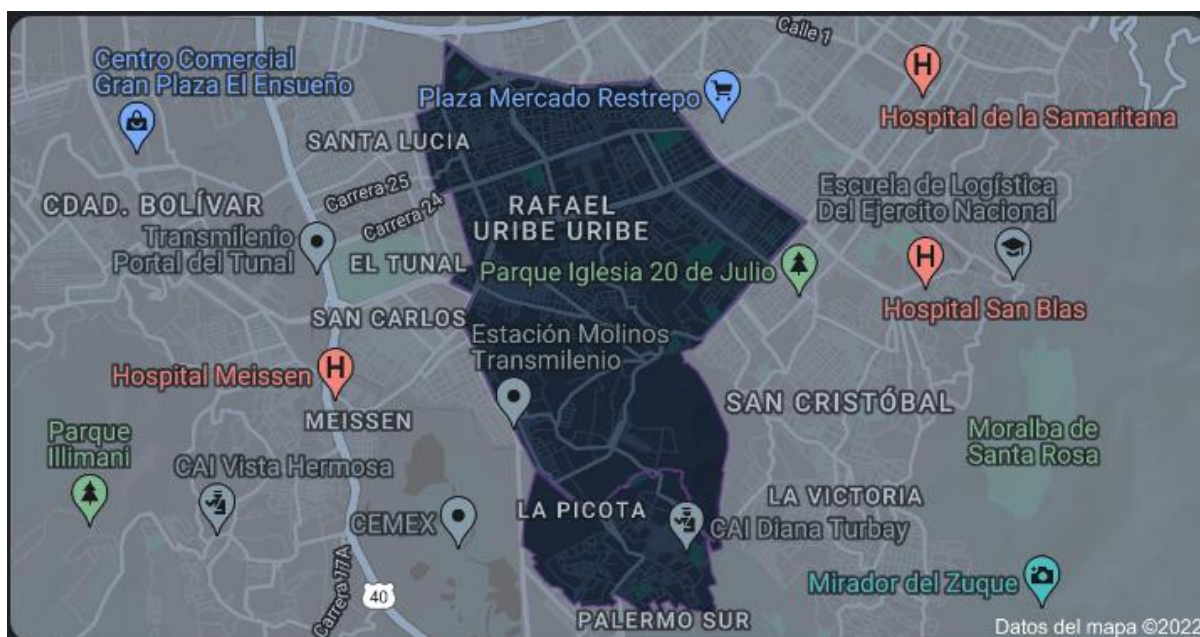 Calle 1
Centro Comercial
Gran Plaza El Ensueño
Plaza Mercado Restrepo
H
Hospital de la Samaritana
SANTA LUCIA
Carrera 25
Carrera 24
CDAD. BOLÍVAR
RAFAEL
URIBE URIBE
Escuela de Logística
Del Ejercito Nacional
Transmilenio
Portal del Tunal
EL TUNAL
Parque Iglesia 20 de Julio
H
Hospital San Blas
SAN CARLOS
Estación Molinos
Transmilenio
Hospital Meissen
H
MEISSEN
SAN CRISTÓBAL
Parque
Illimani
Moralba de
Santa Rosa
CAI Vista Hermosa
LA PICOTA
LA VICTORIA
CEMEX
CAI Diana Turbay
Carrera 17A
40
Mirador del Zuque
PALERMO SUR
Datos del mapa ©2022